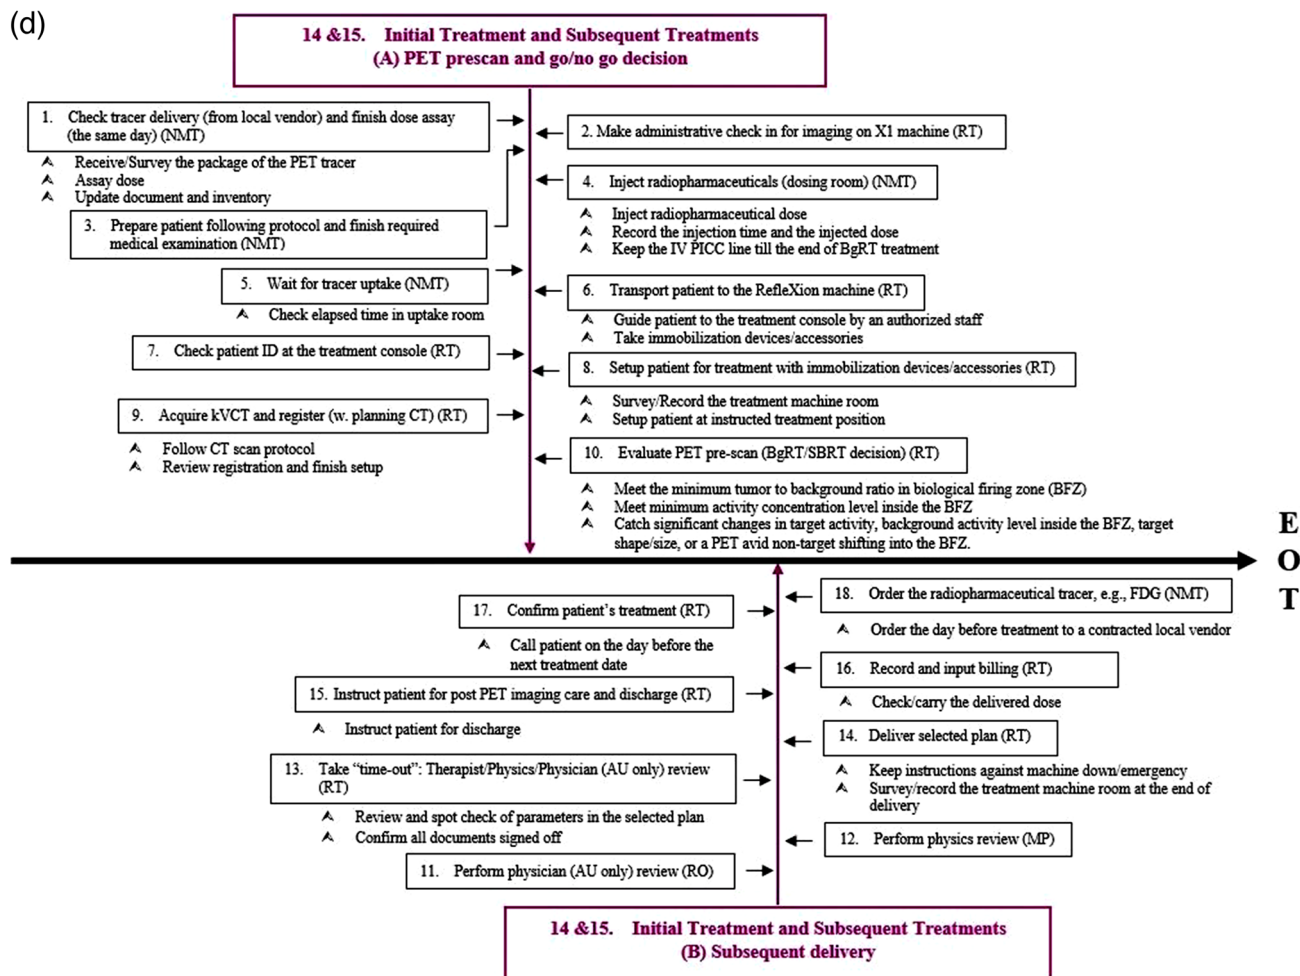 (d)
14 &15. Initial Treatment and Subsequent Treatments
(A) PET prescan and go/no go decision
1. Check tracer delivery (from local vendor) and finish dose assay
(the same day) (NMT)
Receive/Survey the package of the PET tracer
Assay dose
Update document and inventory
2. Make administrative check in for imaging on X1 machine (RT)
3. Prepare patient following protocol and finish required
medical examination (NMT)
4. Inject radiopharmaceuticals (dosing room) (NMT)
Inject radiopharmaceutical dose
Record the injection time and the injected dose
Keep the IV PICC line till the end of BgRT treatment
5. Wait for tracer uptake (NMT)
Check elapsed time in uptake room
6. Transport patient to the RefleXion machine (RT)
Guide patient to the treatment console by an authorized staff
Take immobilization devices/accessories
7. Check patient ID at the treatment console (RT)
8. Setup patient for treatment with immobilization devices/accessories (RT)
Survey/Record the treatment machine room
Setup patient at instructed treatment position
9. Acquire kVCT and register (w. planning CT) (RT)
Follow CT scan protocol
Review registration and finish setup
10. Evaluate PET pre-scan (BgRT/SBRT decision) (RT)
Meet the minimum tumor to background ratio in biological firing zone (BFZ)
Meet minimum activity concentration level inside the BFZ
Catch significant changes in target activity, background activity level inside the BFZ, target
shape/size, or a PET avid non-target shifting into the BFZ.
E
O
T
18. Order the radiopharmaceutical tracer, e.g., FDG (NMT)
Order the day before treatment to a contracted local vendor
17. Confirm patient's treatment (RT)
Call patient on the day before the
next treatment date
16. Record and input billing (RT)
Check/carry the delivered dose
15. Instruct patient for post PET imaging care and discharge (RT)
Instruct patient for discharge
14. Deliver selected plan (RT)
Keep instructions against machine down/emergency
Survey/record the treatment machine room at the end of
delivery
13. Take “time-out”: Therapist/Physics/Physician (AU only) review
(RT)
Review and spot check of parameters in the selected plan
Confirm all documents signed off
12. Perform physics review (MP)
11. Perform physician (AU only) review (RO)
14 &15. Initial Treatment and Subsequent Treatments
(B) Subsequent delivery